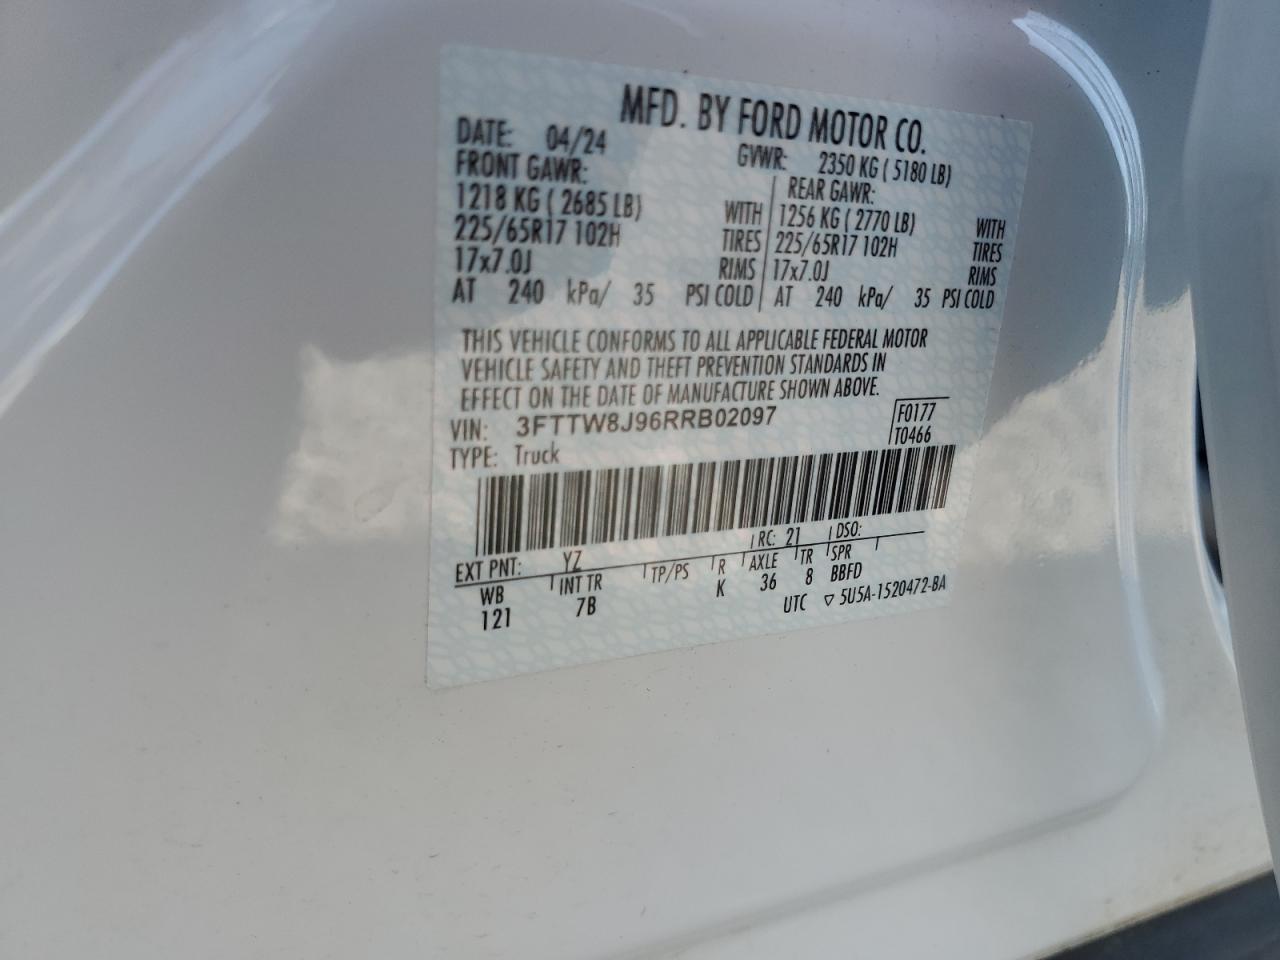 MFD. BY FORD MOTOR CO.
DATE: 04/24 GVWR: 2350 KG ( 5180 LB)
FRONT GAWR: REAR GAWR:
1218 KG ( 2685 LB) WITH 1256 KG ( 2770 LB) WITH
225/65R17 102H TIRES 225/65R17 102H TIRES
17x7.0J RIMS 17x7.0J RIMS
AT 240 kPa/ 35 PSI COLD AT 240 kPa/ 35 PSI COLD
THIS VEHICLE CONFORMS TO ALL APPLICABLE FEDERAL MOTOR
VEHICLE SAFETY AND THEFT PREVENTION STANDARDS IN
EFFECT ON THE DATE OF MANUFACTURE SHOWN ABOVE.
VIN: 3FTTW8J96RRB02097 F0177
TYPE: Truck T0466
EXT PNT: YZ RC: 21 DSO:
WB INT TR TP/PS R AXLE TR SPR
121 7B K 36 8 BBFD
UTC ▽ 5U5A-1520472-BA